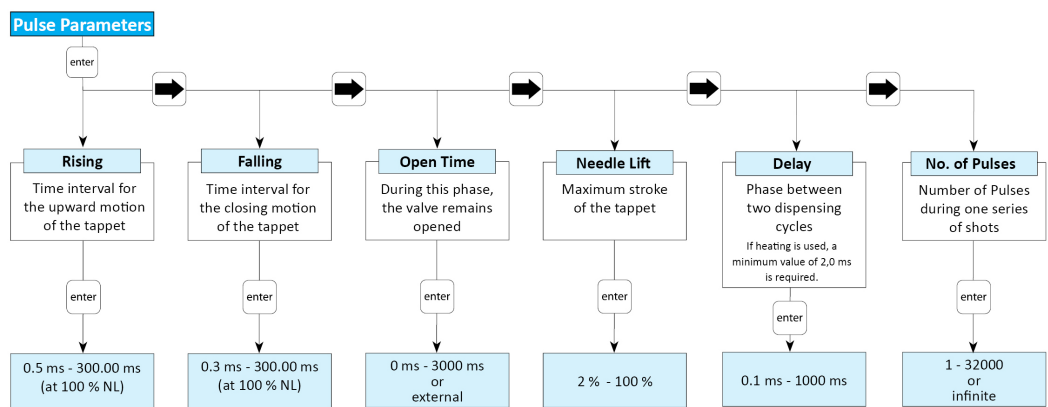 Pulse Parameters
enter
Rising
Time interval for
the upward motion
of the tappet
enter
0.5 ms - 300.00 ms
(at 100 % NL)
Falling
Time interval for
the closing motion
of the tappet
enter
0.3 ms - 300.00 ms
(at 100 % NL)
Open Time
During this phase,
the valve remains
opened
enter
0 ms - 3000 ms
or
external
Needle Lift
Maximum stroke
of the tappet
enter
2 % - 100 %
Delay
Phase between
two dispensing
cycles
If heating is used, a
minimum value of 2,0 ms
is required.
enter
0.1 ms - 1000 ms
No. of Pulses
Number of Pulses
during one series
of shots
enter
1 - 32000
or
infinite